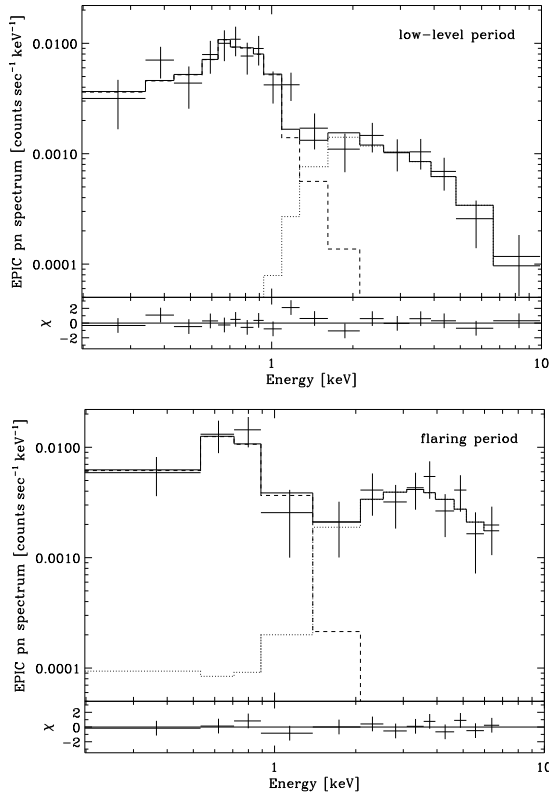 low-level period
EPIC pn spectrum [counts sec⁻¹ keV⁻¹]
0.0100
0.0010
0.0001
χ
2
0
−2
1
10
Energy [keV]
flaring period
EPIC pn spectrum [counts sec⁻¹ keV⁻¹]
0.0100
0.0010
0.0001
χ
2
0
−2
1
10
Energy [keV]